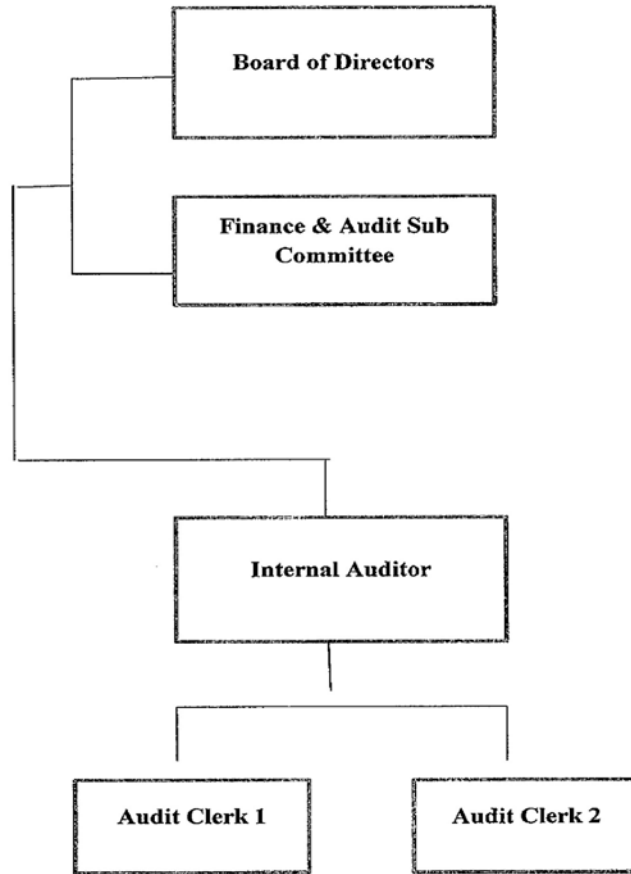 Board of Directors
Finance & Audit Sub
Committee
Internal Auditor
Audit Clerk 1
Audit Clerk 2